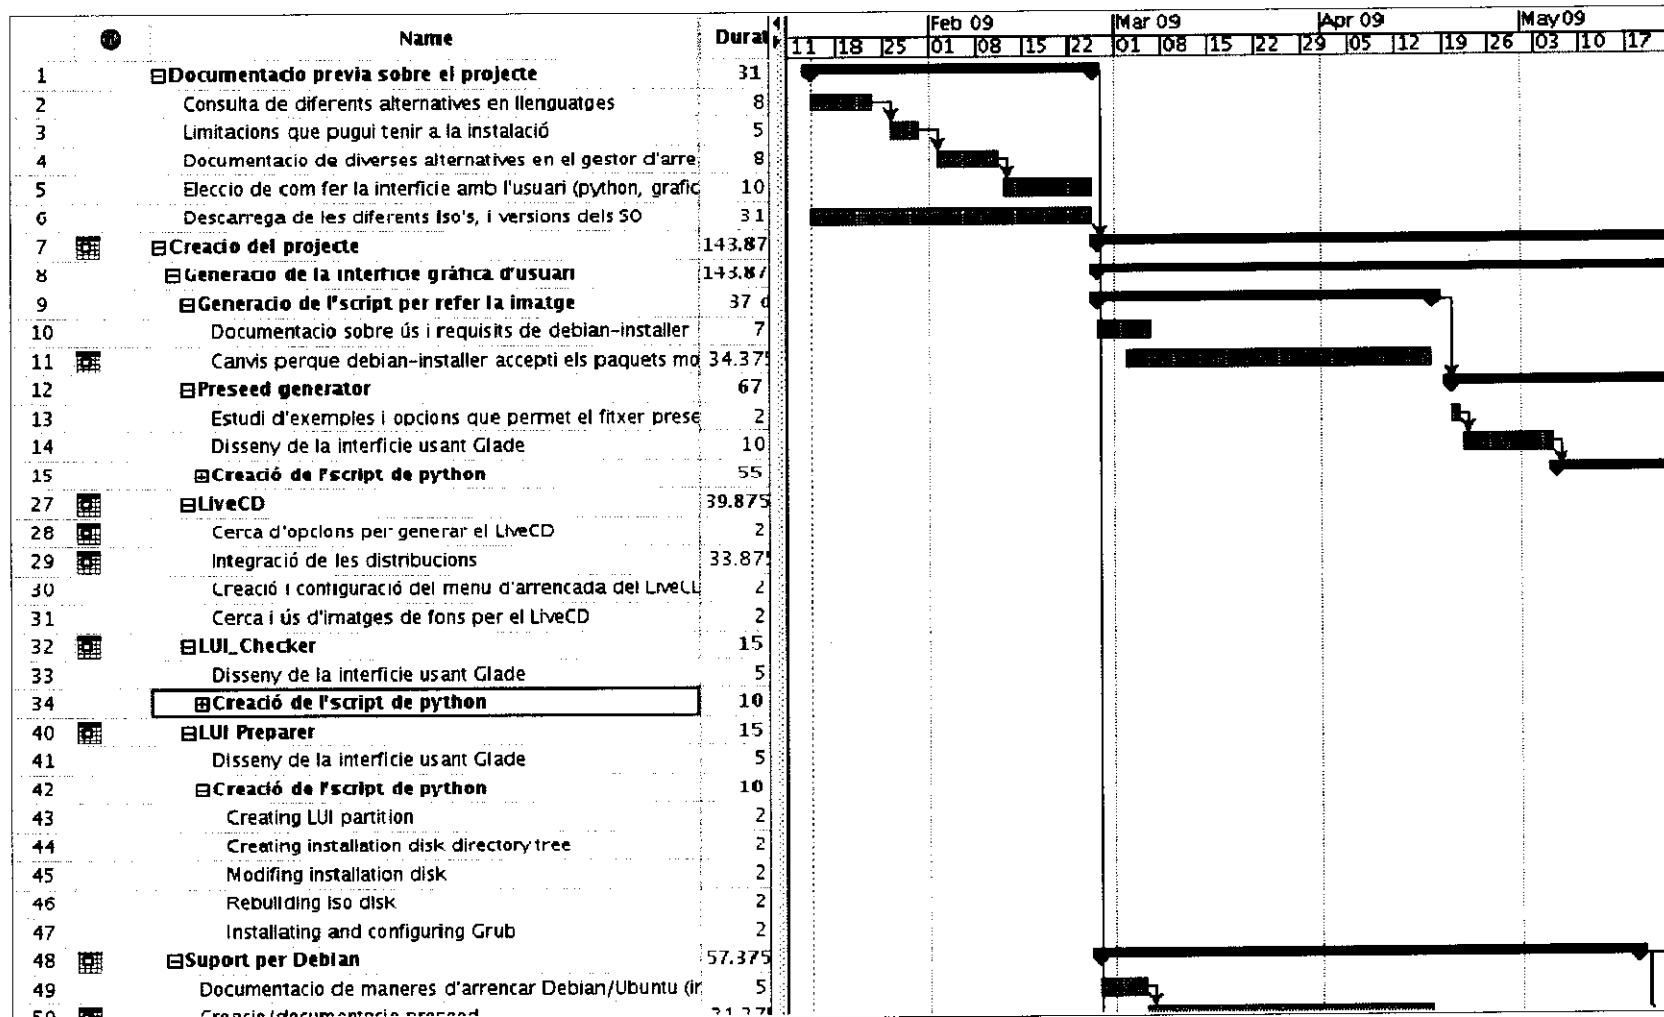 Name Durat
Feb 09 Mar 09 Apr 09 May 09
11 18 25 01 08 15 22 01 08 15 22 29 05 12 19 26 03 10 17
1 Documentacio previa sobre el projecte 31
2 Consulta de diferents alternatives en llenguatges 8
3 Limitacions que pugui tenir a la instalació 5
4 Documentacio de diverses alternatives en el gestor d'arre 8
5 Eleccio de com fer la interficie amb l'usuari (python, grafic 10
6 Descarrega de les diferents Iso's, i versions dels SO 31
7 Creacio del projecte 143.87
8 Generacio de la interficie gràfica d'usuari 143.87
9 Generacio de l'script per refer la imatge 37 d
10 Documentacio sobre ús i requisits de debian-installer 7
11 Canvis perque debian-installer accepti els paquets mo 34.375
12 Preseed generator 67
13 Estudi d'exemples i opcions que permet el fitxer prese 2
14 Disseny de la interficie usant Glade 10
15 Creació de l'script de python 55
27 LiveCD 39.875
28 Cerca d'opcions per generar el LiveCD 2
29 Integració de les distribucions 33.875
30 Creació i configuració del menu d'arrencada del LiveCD 2
31 Cerca i ús d'imatges de fons per el LiveCD 2
32 LUI_Checker 15
33 Disseny de la interficie usant Glade 5
34 Creació de l'script de python 10
40 LUI Preparer 15
41 Disseny de la interficie usant Glade 5
42 Creació de l'script de python 10
43 Creating LUI partition 2
44 Creating installation disk directory tree 2
45 Modifing installation disk 2
46 Rebuilding iso disk 2
47 Installating and configuring Grub 2
48 Suport per Debian 57.375
49 Documentacio de maneres d'arrencar Debian/Ubuntu (ir 5